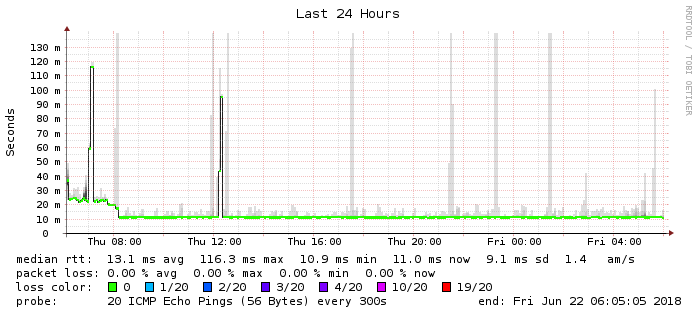 Last 24 Hours
RRDTOOL / TOBI OETIKER
Seconds
130 m
120 m
110 m
100 m
90 m
80 m
70 m
60 m
50 m
40 m
30 m
20 m
10 m
0
Thu 08:00 Thu 12:00 Thu 16:00 Thu 20:00 Fri 00:00 Fri 04:00
median rtt: 13.1 ms avg 116.3 ms max 10.9 ms min 11.0 ms now 9.1 ms sd 1.4 am/s
packet loss: 0.00 % avg 0.00 % max 0.00 % min 0.00 % now
loss color: 0 1/20 2/20 3/20 4/20 10/20 19/20
probe: 20 ICMP Echo Pings (56 Bytes) every 300s end: Fri Jun 22 06:05:05 2018